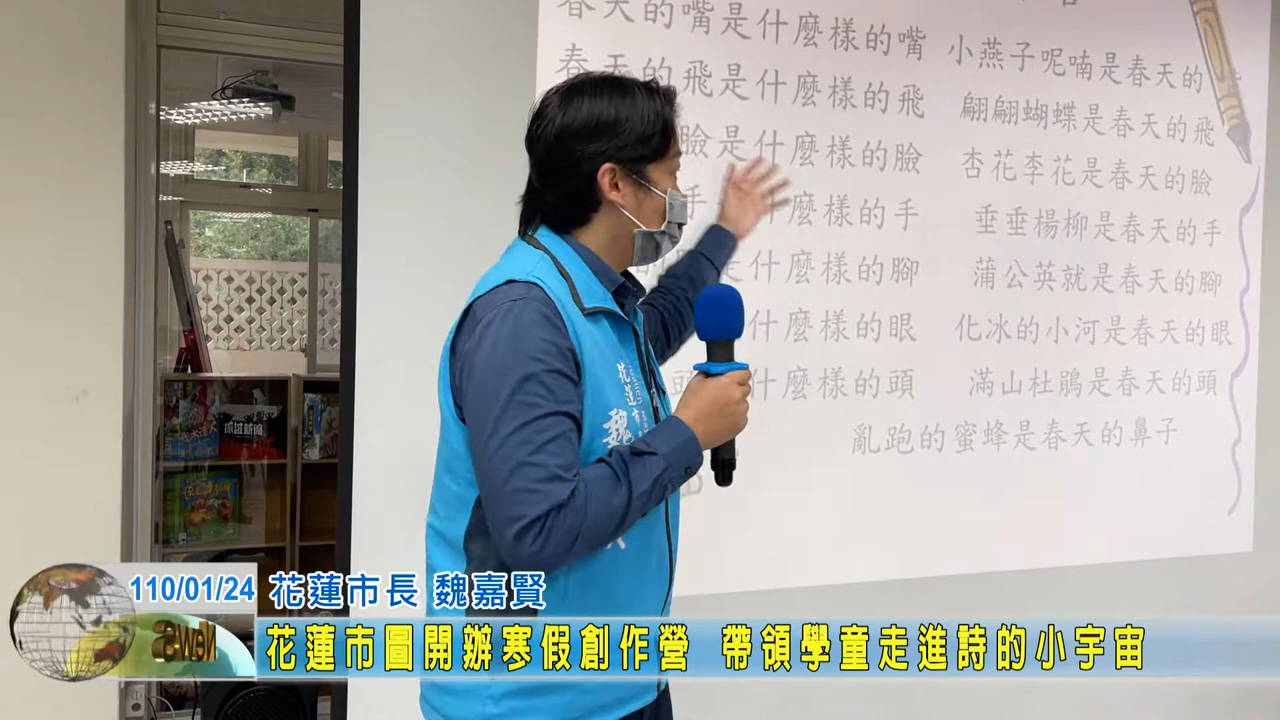 春天的嘴是什麼樣的嘴
小燕子呢喃是春天的
春天的飛是什麼樣的飛
翩翩蝴蝶是春天的飛
臉是什麼樣的臉
杏花李花是春天的臉
手 什麼樣的手
垂垂楊柳是春天的手
是什麼樣的腳
蒲公英就是春天的腳
什麼樣的眼
化冰的小河是春天的眼
頭 什麼樣的頭
滿山杜鵑是春天的頭
亂跑的蜜蜂是春天的鼻子
花蓮市
魏
110/01/24 花蓮市長 魏嘉賢
News
花蓮市圖開辦寒假創作營 帶領學童走進詩的小宇宙